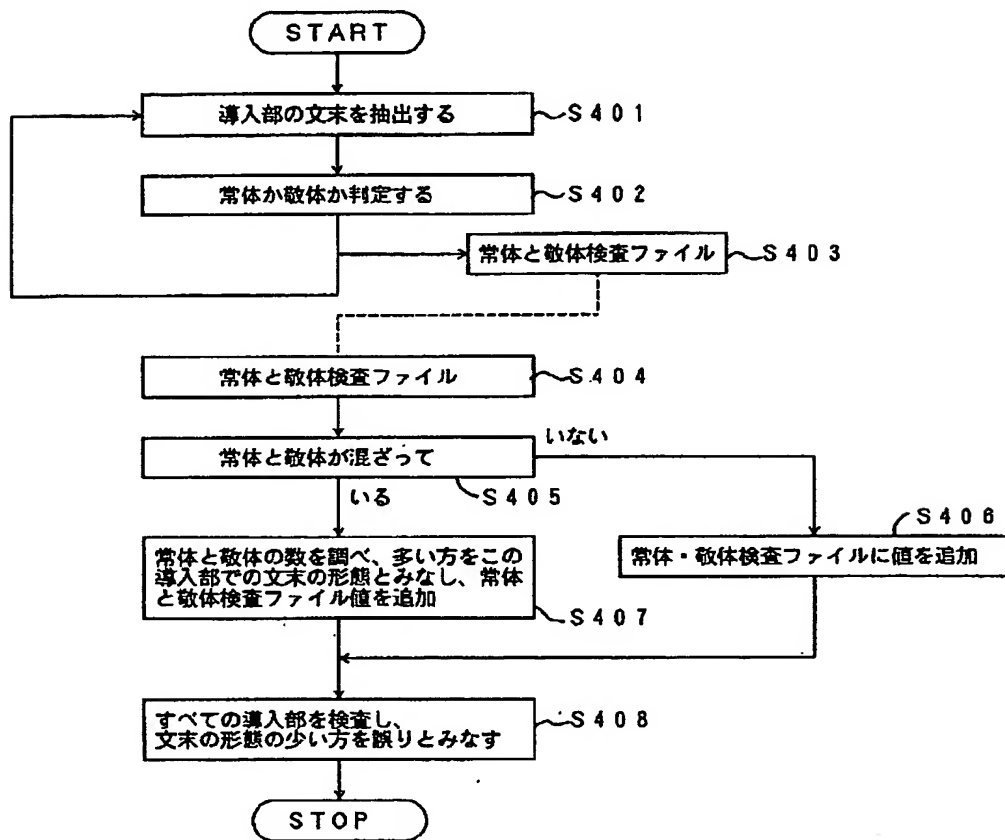 START
導入部の文末を抽出する
S401
常体か敬体か判定する
S402
常体と敬体検査ファイル
S403
常体と敬体検査ファイル
S404
常体と敬体が混ざって
いない
いる
S405
S406
常体・敬体検査ファイルに値を追加
常体と敬体の数を調べ、多い方をこの
導入部での文末の形態とみなし、常体
と敬体検査ファイル値を追加
S407
すべての導入部を検査し、
文末の形態の少い方を誤りとみなす
S408
STOP